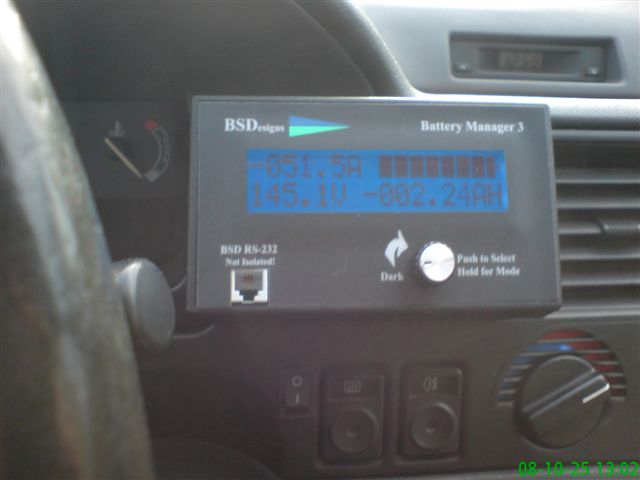 BSDesigns
Battery Manager 3
-051.5A
145.1V -002.24AH
BSD RS-232
Not Isolated!
Dark
Push to Select
Hold for Mode
O
I
08-10-25 13:02